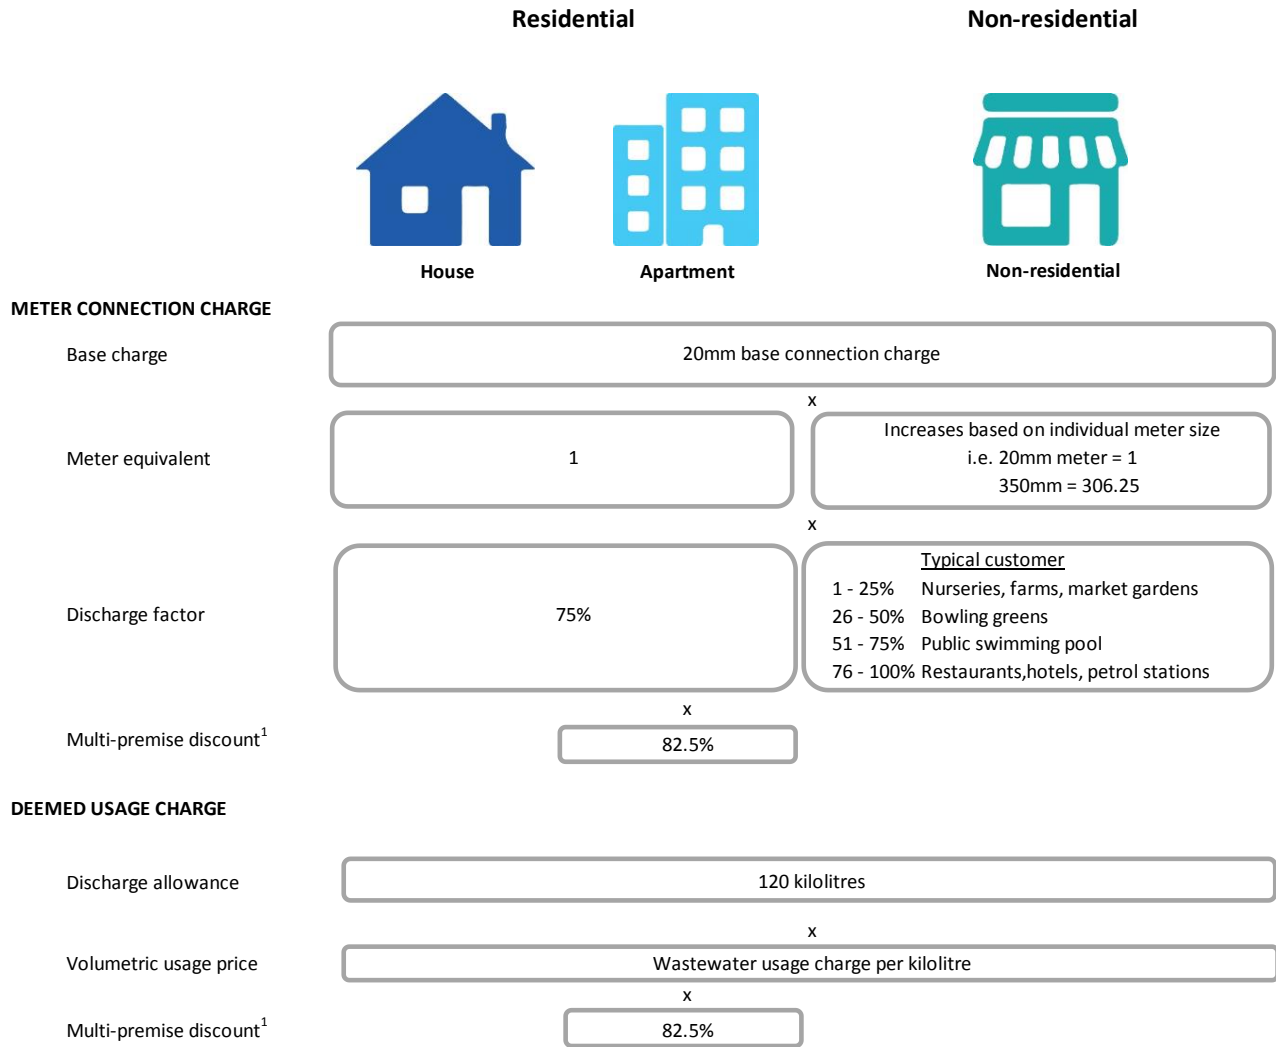 Residential
Non-residential
House
Apartment
Non-residential
METER CONNECTION CHARGE
Base charge
20mm base connection charge
x
Meter equivalent
1
Increases based on individual meter size
i.e. 20mm meter = 1
350mm = 306.25
x
Discharge factor
75%
Typical customer
1 - 25% Nurseries, farms, market gardens
26 - 50% Bowling greens
51 - 75% Public swimming pool
76 - 100% Restaurants,hotels, petrol stations
x
Multi-premise discount¹
82.5%
DEEMED USAGE CHARGE
Discharge allowance
120 kilolitres
x
Volumetric usage price
Wastewater usage charge per kilolitre
x
Multi-premise discount¹
82.5%